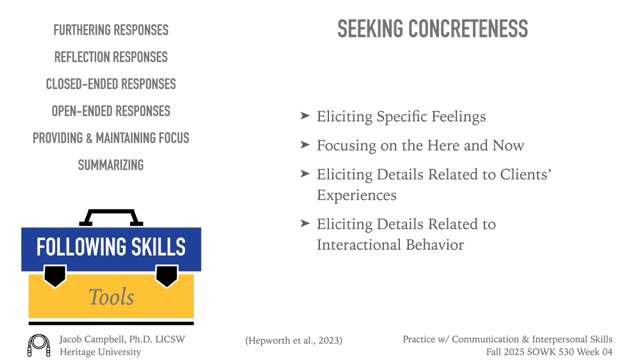 FURTHERING RESPONSES
REFLECTION RESPONSES
CLOSED-ENDED RESPONSES
OPEN-ENDED RESPONSES
PROVIDING & MAINTAINING FOCUS
SUMMARIZING
FOLLOWING SKILLS
Tools
SEEKING CONCRETENESS
➤ Eliciting Specific Feelings
➤ Focusing on the Here and Now
➤ Eliciting Details Related to Clients’
Experiences
➤ Eliciting Details Related to
Interactional Behavior
Jacob Campbell, Ph.D. LICSW
Heritage University
(Hepworth et al., 2023)
Practice w/ Communication & Interpersonal Skills
Fall 2025 SOWK 530 Week 04